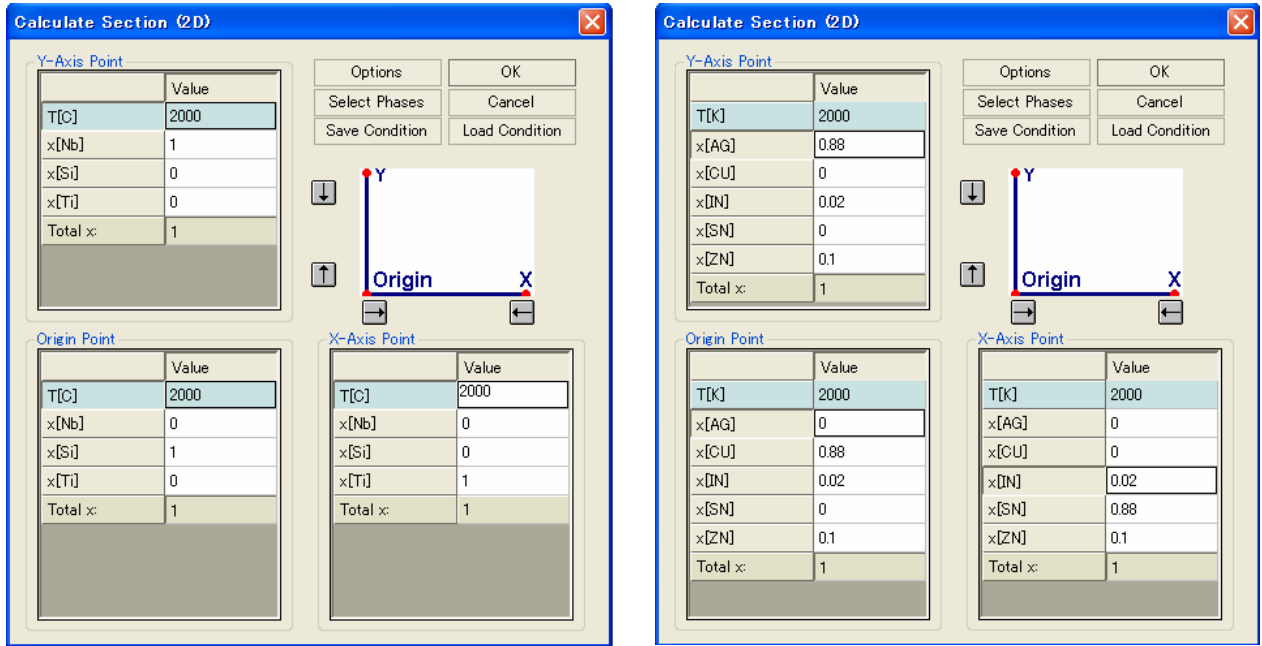 Calculate Section (2D)
Y-Axis Point
Value
T[C] 2000
x[Nb] 1
x[Si] 0
x[Ti] 0
Total x: 1
Options OK
Select Phases Cancel
Save Condition Load Condition
Y
Origin X
Origin Point
Value
T[C] 2000
x[Nb] 0
x[Si] 1
x[Ti] 0
Total x: 1
X-Axis Point
Value
T[C] 2000
x[Nb] 0
x[Si] 0
x[Ti] 1
Total x: 1
Calculate Section (2D)
Y-Axis Point
Value
T[K] 2000
x[AG] 0.88
x[CU] 0
x[IN] 0.02
x[SN] 0
x[ZN] 0.1
Total x: 1
Options OK
Select Phases Cancel
Save Condition Load Condition
Y
Origin X
Origin Point
Value
T[K] 2000
x[AG] 0
x[CU] 0.88
x[IN] 0.02
x[SN] 0
x[ZN] 0.1
Total x: 1
X-Axis Point
Value
T[K] 2000
x[AG] 0
x[CU] 0
x[IN] 0.02
x[SN] 0.88
x[ZN] 0.1
Total x: 1